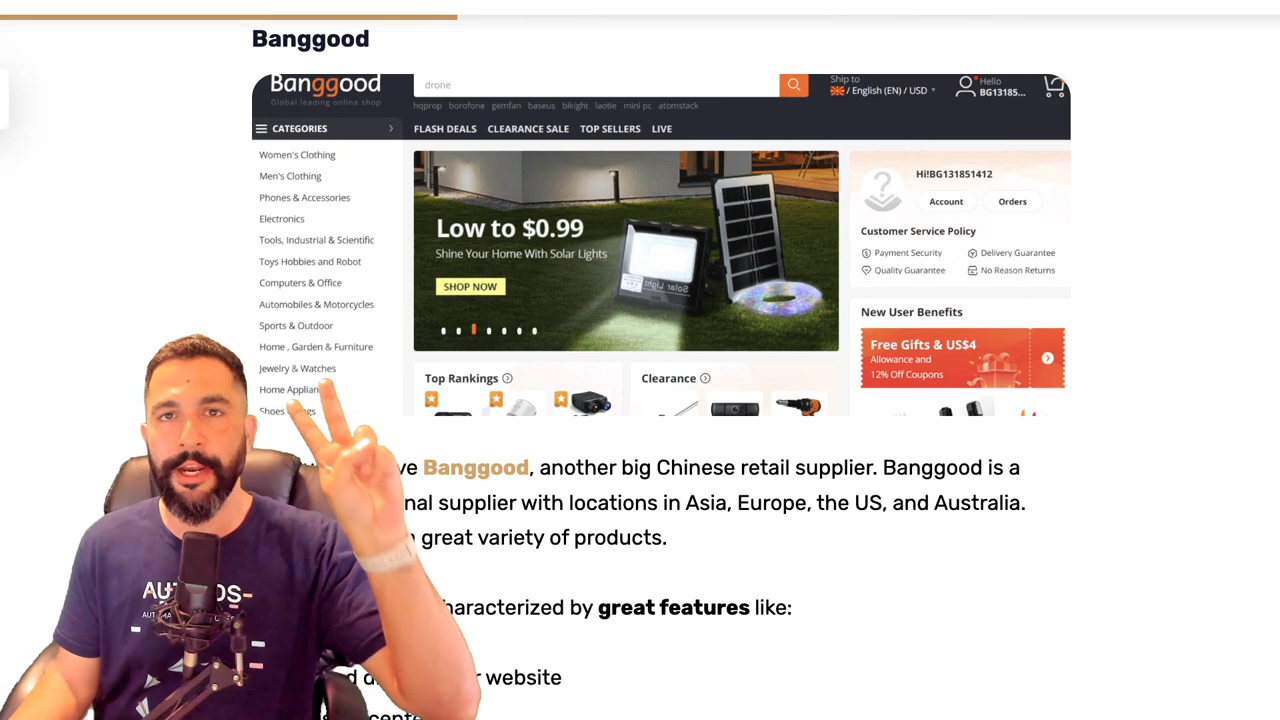 Banggood
Banggood
Global leading online shop
drone
hqprop borofone gemfan baseus bikight laotie mini pc atomstack
Ship to
/ English (EN) / USD
Hello
BG13185...
CATEGORIES
FLASH DEALS CLEARANCE SALE TOP SELLERS LIVE
Women's Clothing
Men's Clothing
Phones & Accessories
Electronics
Tools, Industrial & Scientific
Toys Hobbies and Robot
Computers & Office
Automobiles & Motorcycles
Sports & Outdoor
Home , Garden & Furniture
Jewelry & Watches
Home
Shoes
Low to $0.99
Shine Your Home With Solar Lights
SHOP NOW
Solar Light
Hi!BG131851412
Account Orders
Customer Service Policy
Payment Security Delivery Guarantee
Quality Guarantee No Reason Returns
New User Benefits
Free Gifts & US$4
Allowance and
12% Off Coupons
Top Rankings Clearance
Banggood, another big Chinese retail supplier. Banggood is a
supplier with locations in Asia, Europe, the US, and Australia.
great variety of products.
characterized by great features like:
website